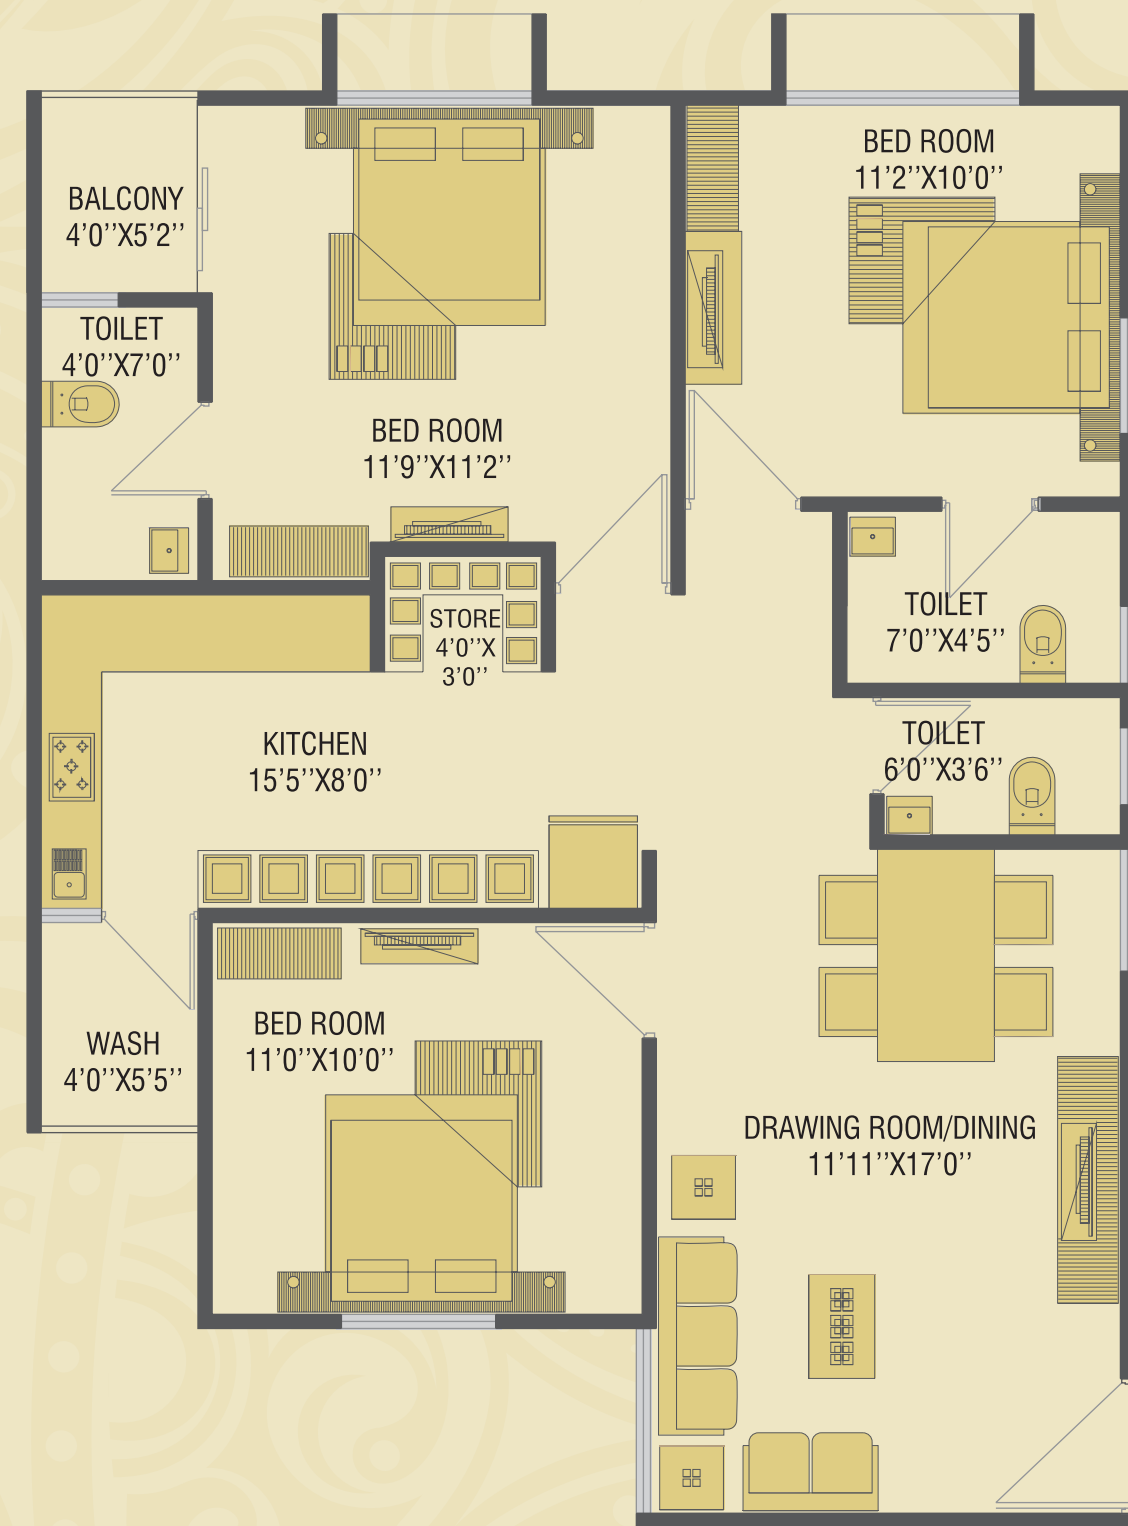 BED ROOM
11'2''X10'0''
BALCONY
4'0''X5'2''
TOILET
4'0''X7'0''
BED ROOM
11'9''X11'2''
STORE
4'0''X
3'0''
TOILET
7'0''X4'5''
TOILET
6'0''X3'6''
KITCHEN
15'5''X8'0''
BED ROOM
11'0''X10'0''
WASH
4'0''X5'5''
DRAWING ROOM/DINING
11'11''X17'0''